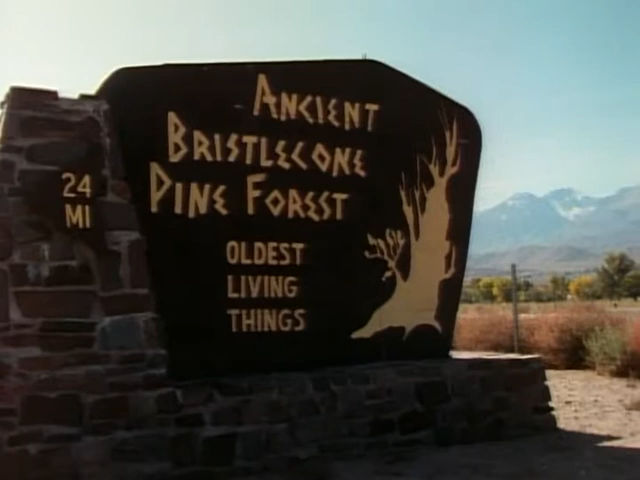 24
MI
ANCIENT
BRISTLECONE
PINE FOREST
OLDEST
LIVING
THINGS